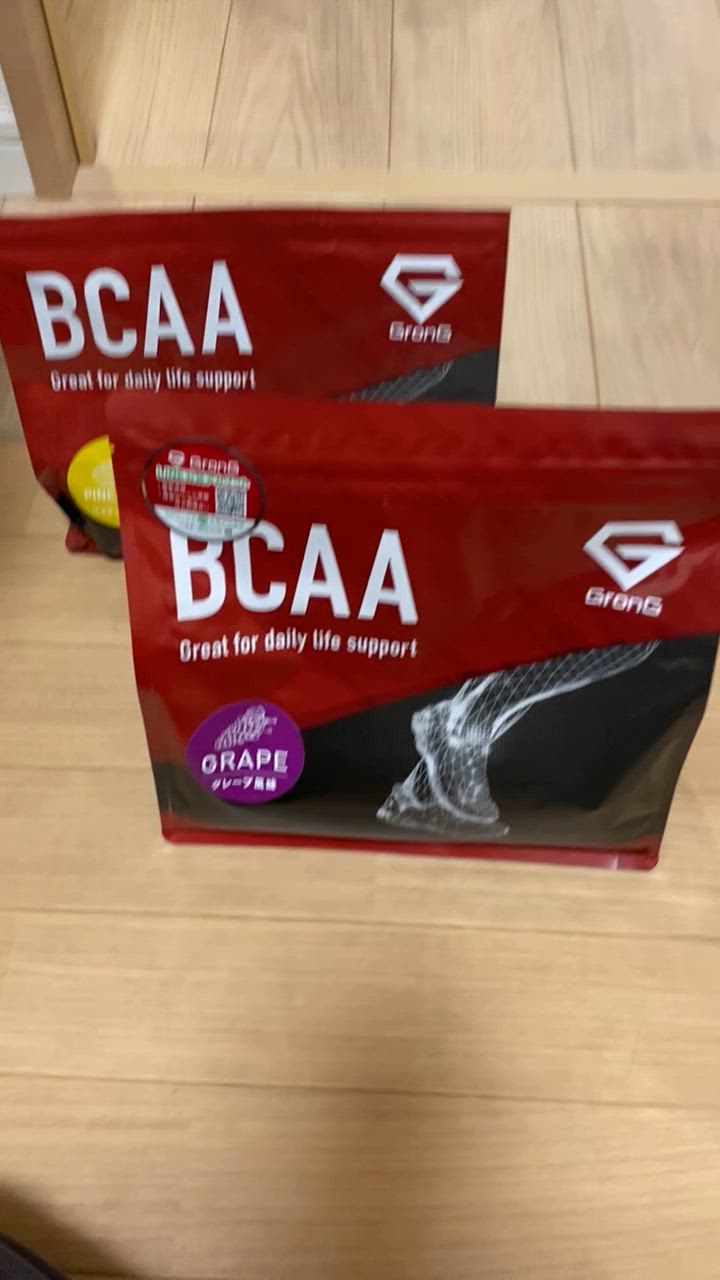 BCAA
GronG
Great for daily life support
PINE
GronG
BCAA
GronG
Great for daily life support
GRAPE
グレープ風味